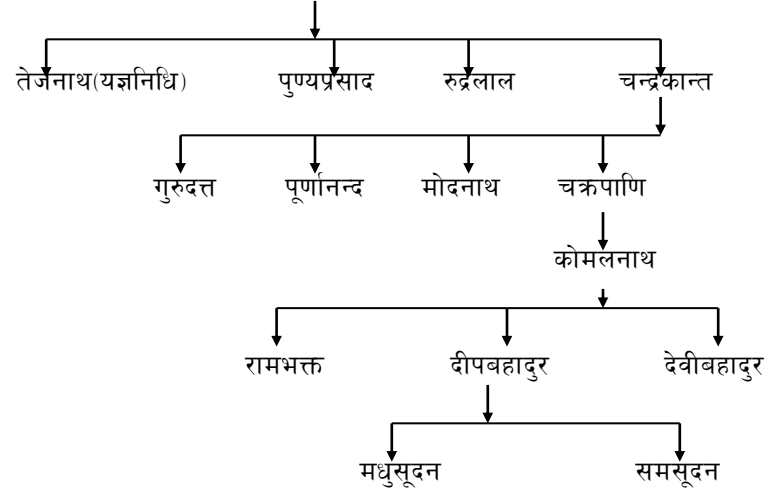 तेजनाथ(यज्ञनिधि) पुण्यप्रसाद रुद्रलाल चन्द्रकान्त
गुरुदत्त पूर्णानन्द मोदनाथ चक्रपाणि
कोमलनाथ
रामभक्त दीपबहादुर देवीबहादुर
मधुसूदन समसूदन